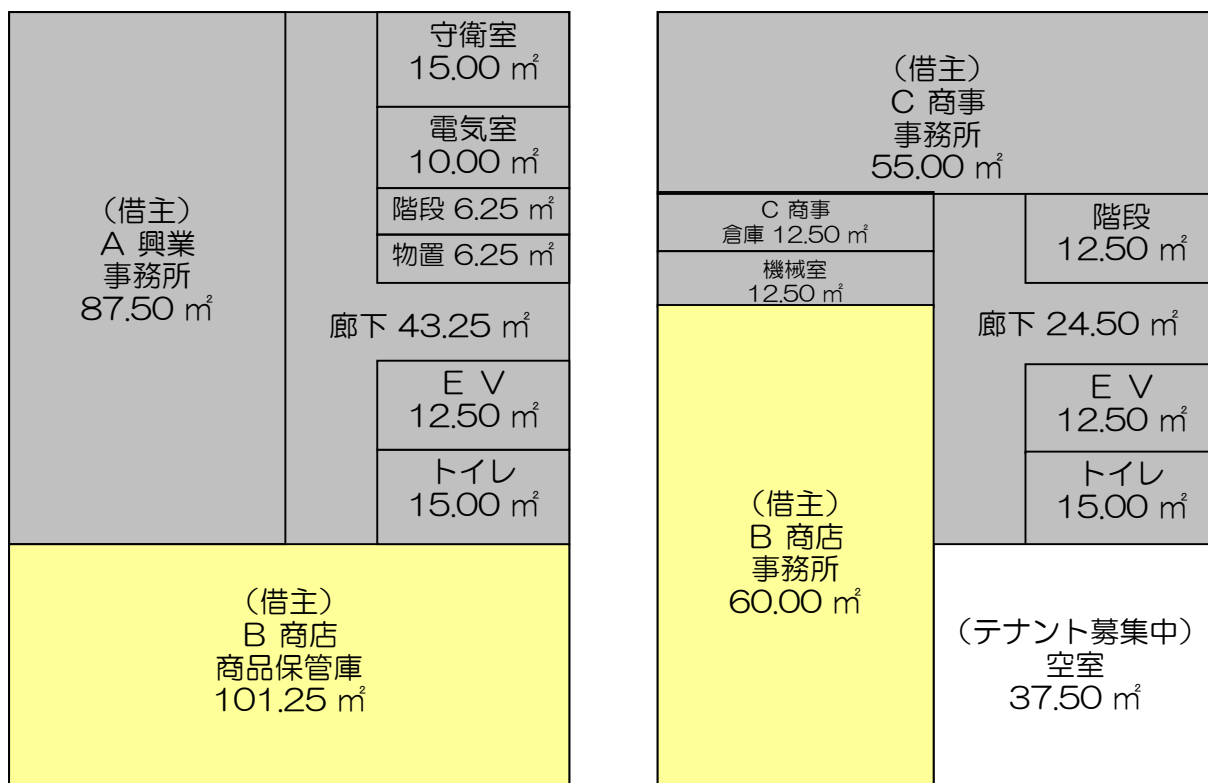 守衛室
15.00 ㎡
電気室
10.00 ㎡
階段 6.25 ㎡
物置 6.25 ㎡
（借主）
A 興業
事務所
87.50 ㎡
廊下 43.25 ㎡
E V
12.50 ㎡
トイレ
15.00 ㎡
（借主）
B 商店
商品保管庫
101.25 ㎡
（借主）
C 商事
事務所
55.00 ㎡
C 商事
倉庫 12.50 ㎡
機械室
12.50 ㎡
階段
12.50 ㎡
廊下 24.50 ㎡
E V
12.50 ㎡
トイレ
15.00 ㎡
（借主）
B 商店
事務所
60.00 ㎡
（テナント募集中）
空室
37.50 ㎡